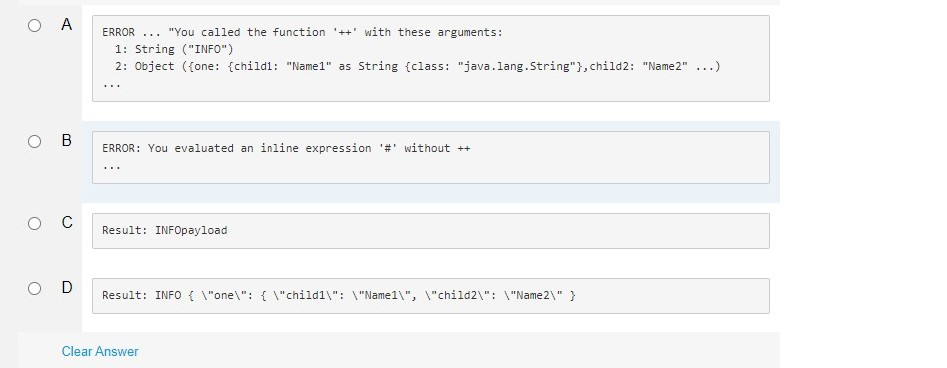 A
ERROR ... "You called the function '++' with these arguments:
1: String ("INFO")
2: Object ({one: {child1: "Name1" as String {class: "java.lang.String"},child2: "Name2" ...)
...
B
ERROR: You evaluated an inline expression '#' without ++
...
C
Result: INFOpayload
D
Result: INFO { \"one\": { \"child1\": \"Name1\", \"child2\": \"Name2\" }
Clear Answer